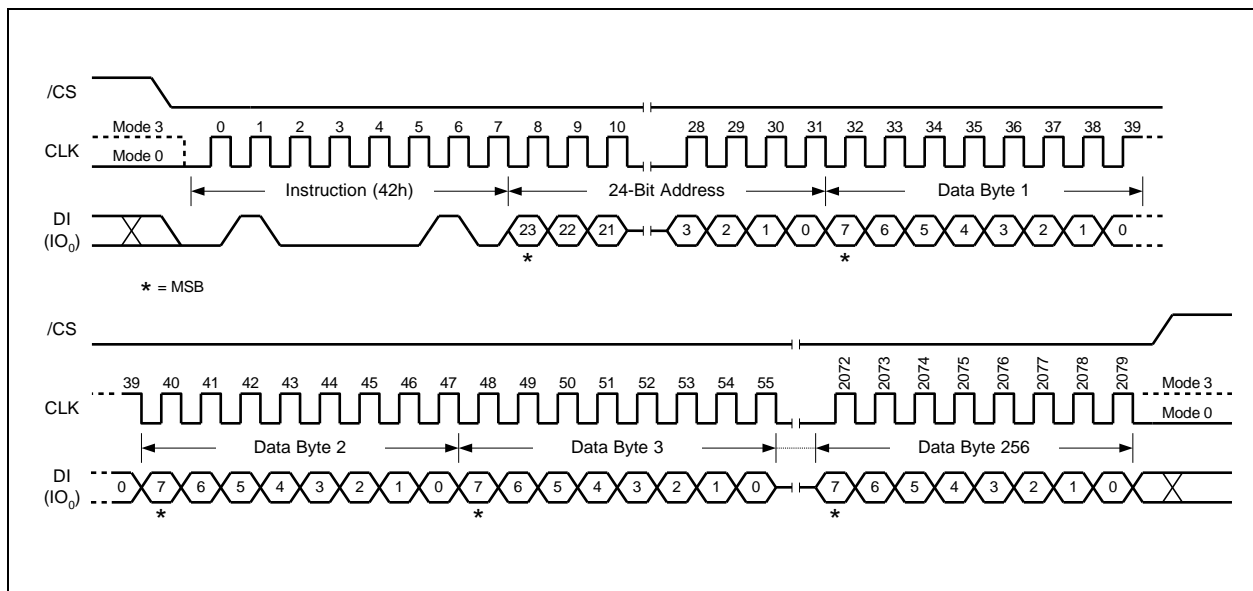 /CS
Mode 3
0 1 2 3 4 5 6 7 8 9 10 28 29 30 31 32 33 34 35 36 37 38 39
CLK
Mode 0
Instruction (42h) 24-Bit Address Data Byte 1
DI
(IO0)
23 22 21 3 2 1 0 7 6 5 4 3 2 1 0
* *
* = MSB
/CS
39 40 41 42 43 44 45 46 47 48 49 50 51 52 53 54 55 2072 2073 2074 2075 2076 2077 2078 2079
Mode 3
CLK
Mode 0
Data Byte 2 Data Byte 3 Data Byte 256
DI
(IO0)
0 7 6 5 4 3 2 1 0 7 6 5 4 3 2 1 0 7 6 5 4 3 2 1 0
* * *